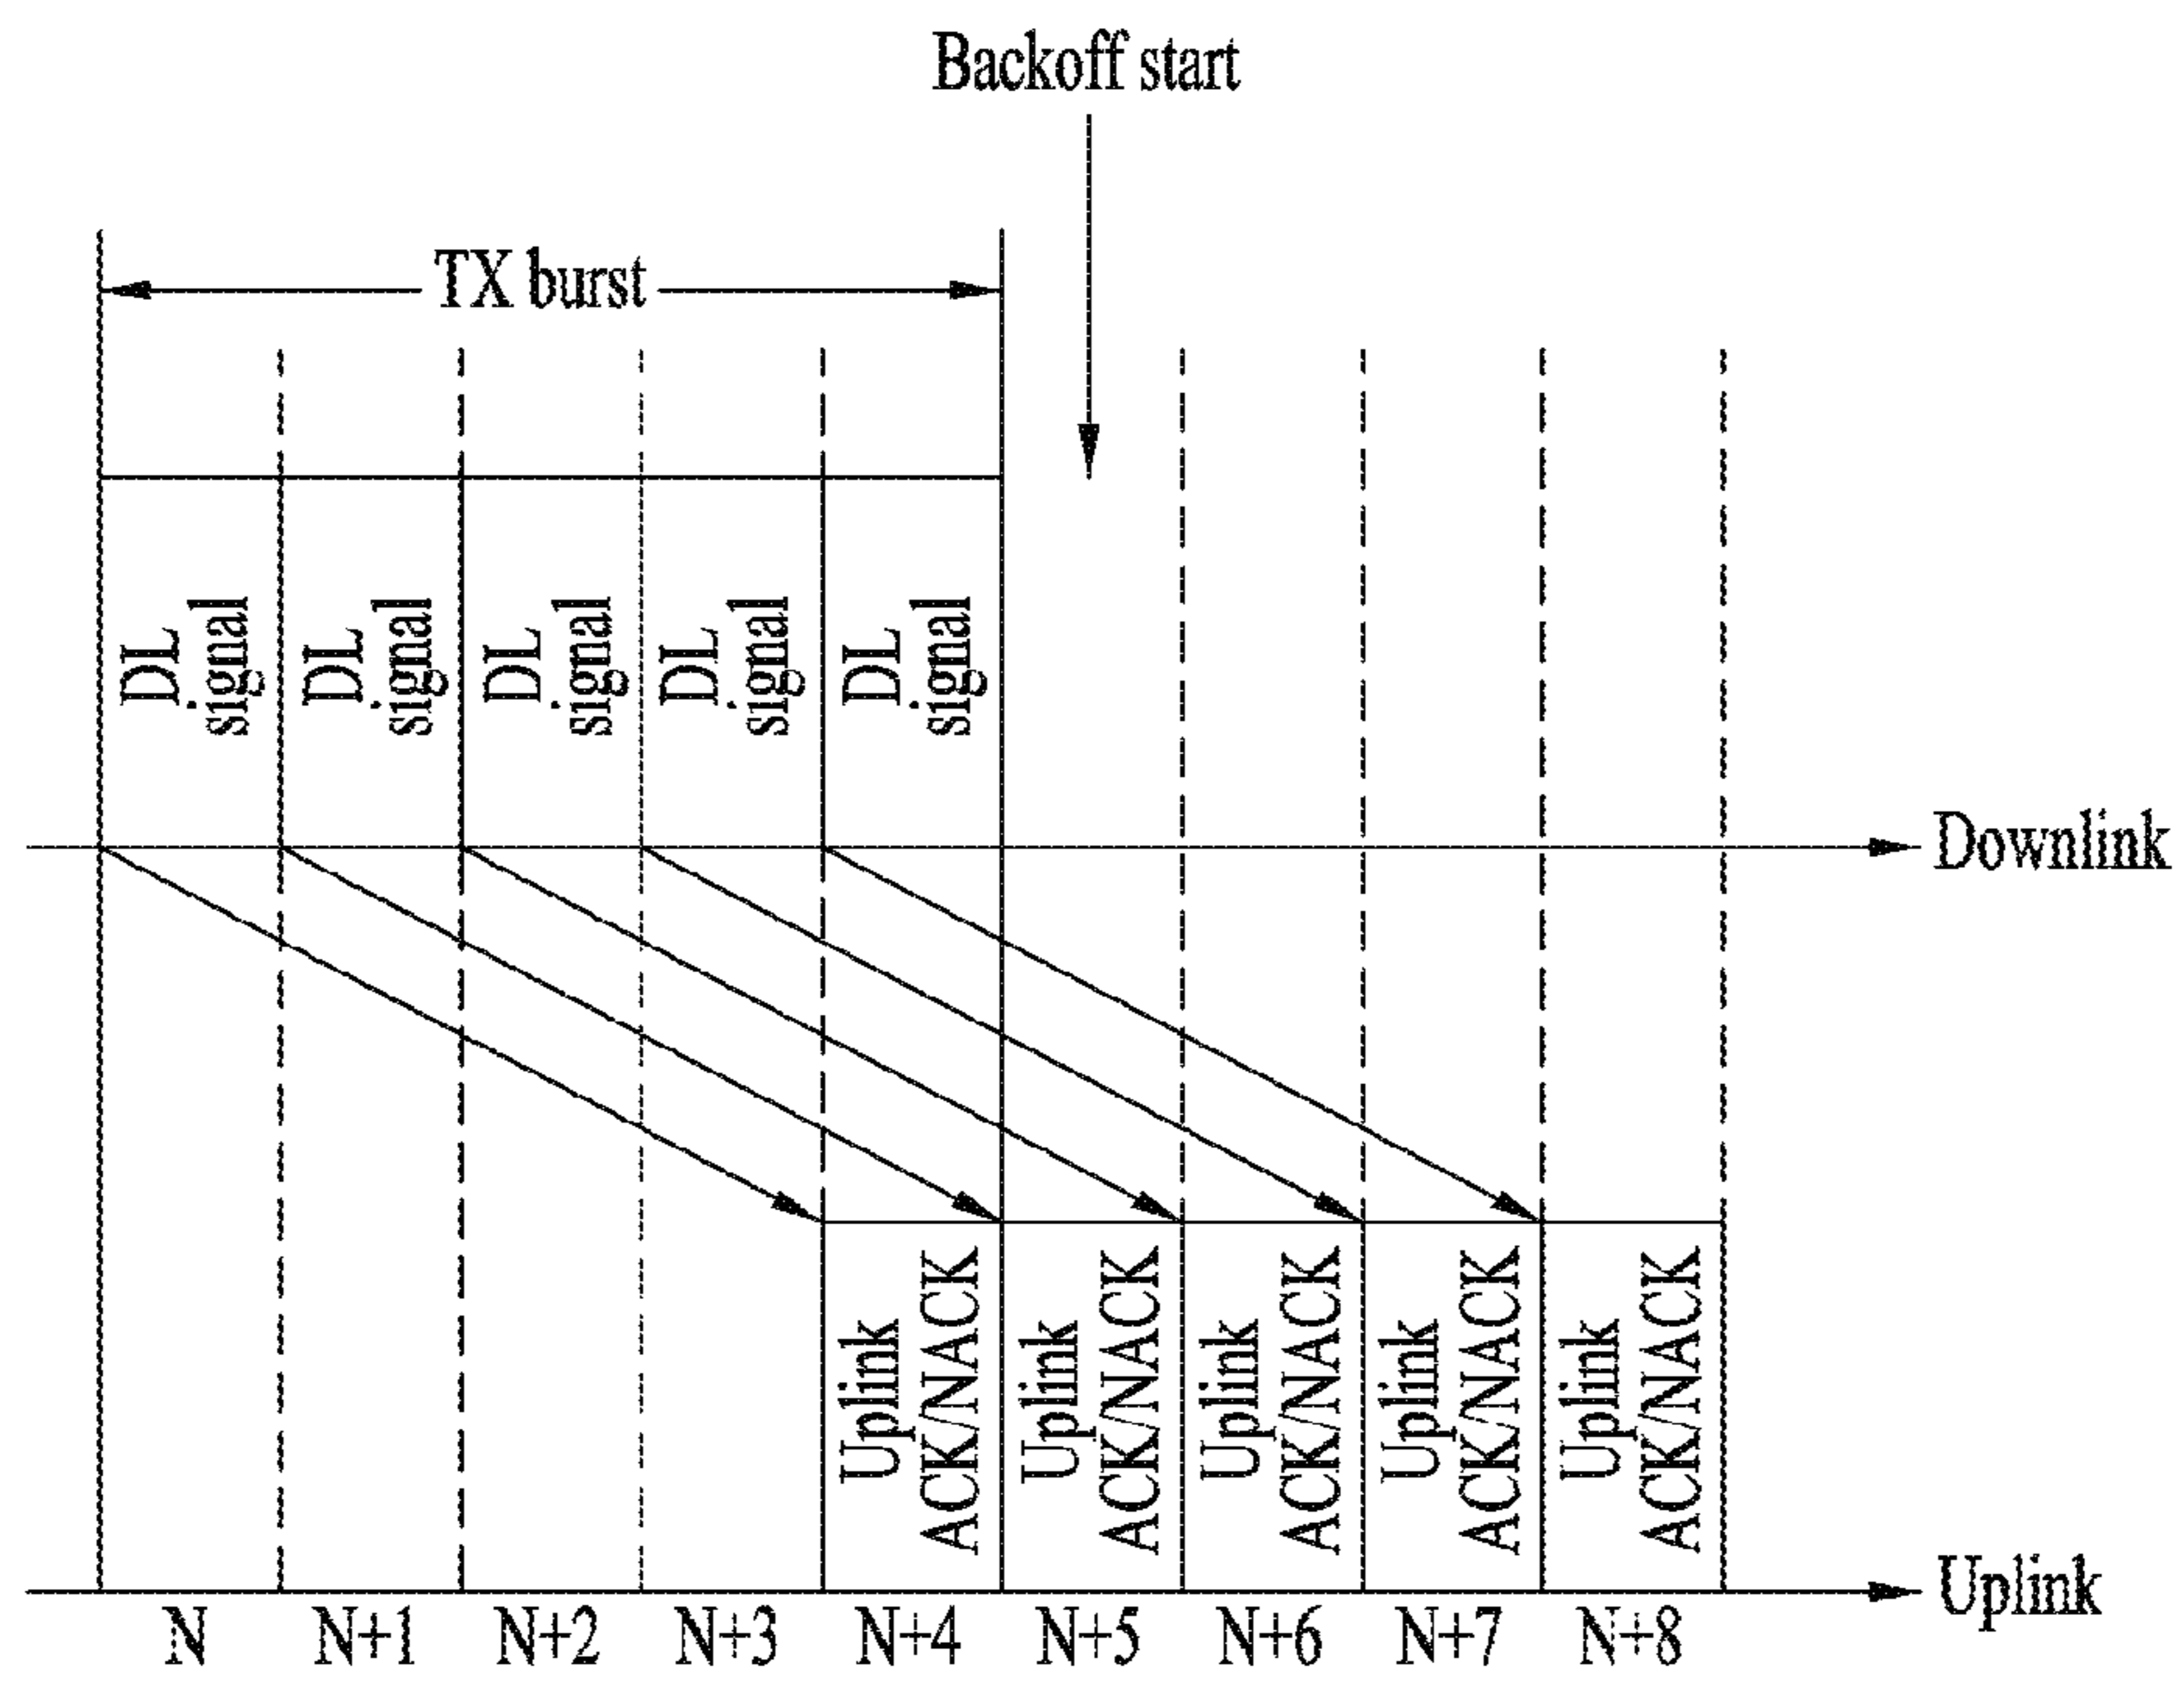 Backoff start
TX burst
DL
signal
DL
signal
DL
signal
DL
signal
DL
signal
Downlink
Uplink
ACK/NACK
Uplink
ACK/NACK
Uplink
ACK/NACK
Uplink
ACK/NACK
Uplink
ACK/NACK
Uplink
N N+1 N+2 N+3 N+4 N+5 N+6 N+7 N+8